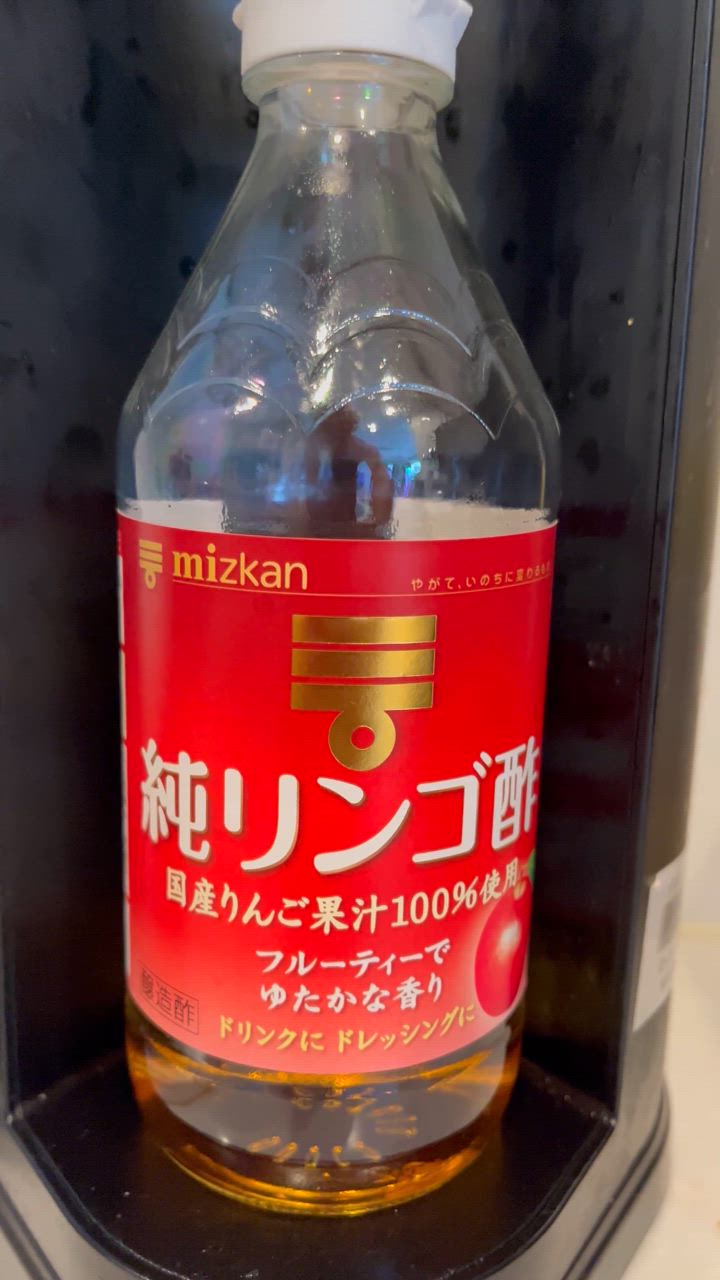 mizkan
やがて、いのちに変わるもの
純リンゴ酢
国産りんご果汁100%使用
フルーティーで
ゆたかな香り
醸造酢
ドリンクに ドレッシングに